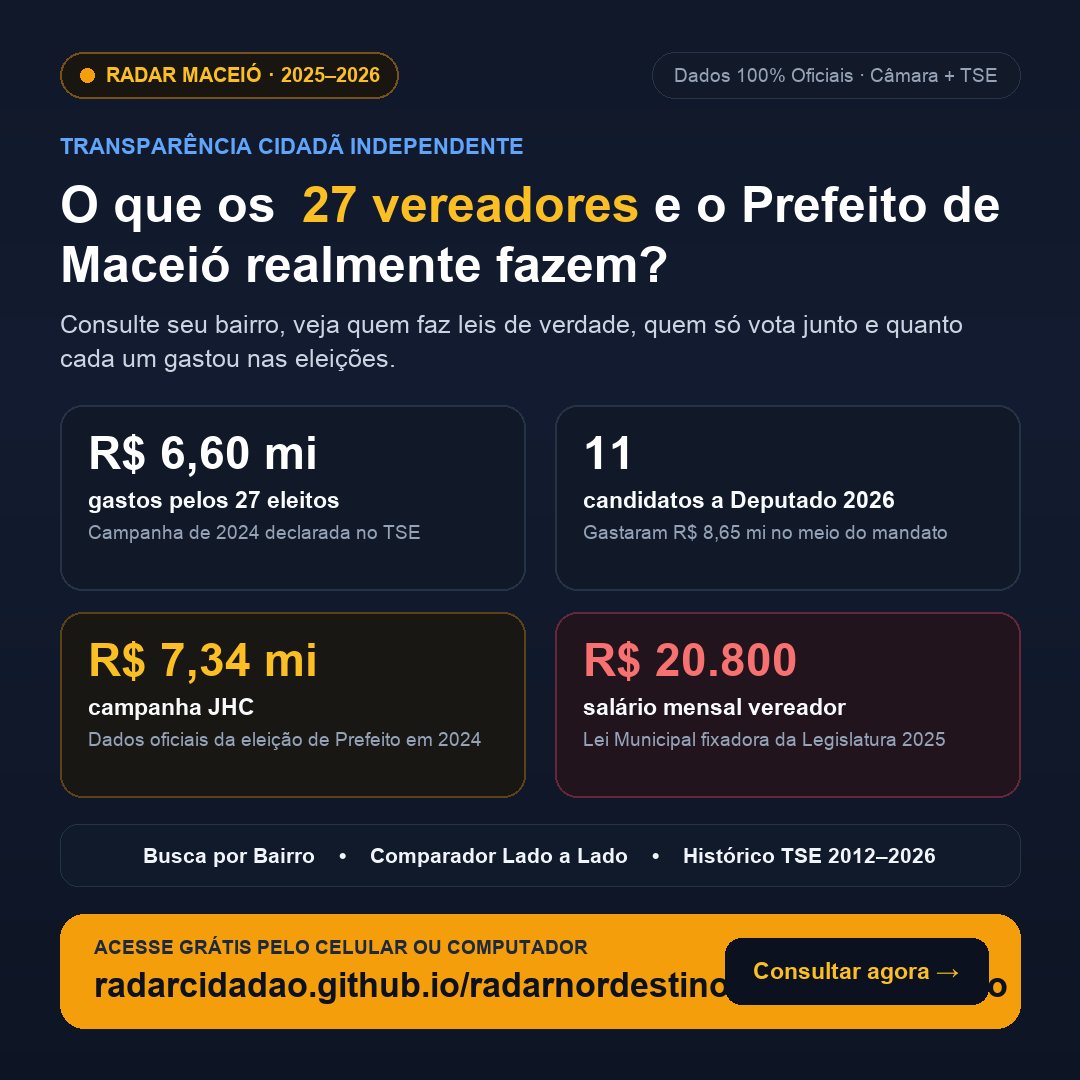 RADAR MACEIÓ · 2025–2026
Dados 100% Oficiais · Câmara + TSE
TRANSPARÊNCIA CIDADÃ INDEPENDENTE
O que os 27 vereadores e o Prefeito de
Maceió realmente fazem?
Consulte seu bairro, veja quem faz leis de verdade, quem só vota junto e quanto
cada um gastou nas eleições.
R$ 6,60 mi
gastos pelos 27 eleitos
Campanha de 2024 declarada no TSE
11
candidatos a Deputado 2026
Gastaram R$ 8,65 mi no meio do mandato
R$ 7,34 mi
campanha JHC
Dados oficiais da eleição de Prefeito em 2024
R$ 20.800
salário mensal vereador
Lei Municipal fixadora da Legislatura 2025
Busca por Bairro • Comparador Lado a Lado • Histórico TSE 2012–2026
ACESSE GRÁTIS PELO CELULAR OU COMPUTADOR
radarcidadao.github.io/radarnordestino
Consultar agora →